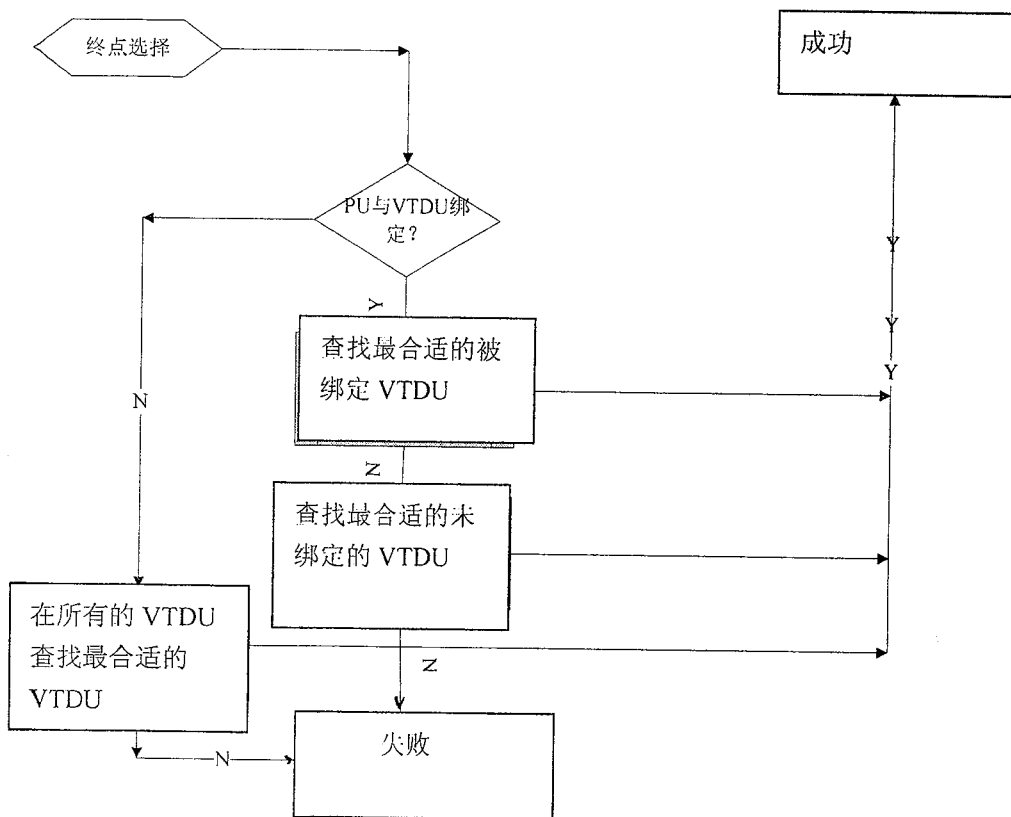 终点选择
成功
PU与VTDU绑
定?
Y
Y
Y
Y
查找最合适的被
绑定 VTDU
N
N
查找最合适的未
绑定的 VTDU
在所有的 VTDU
查找最合适的
VTDU
N
失败
N